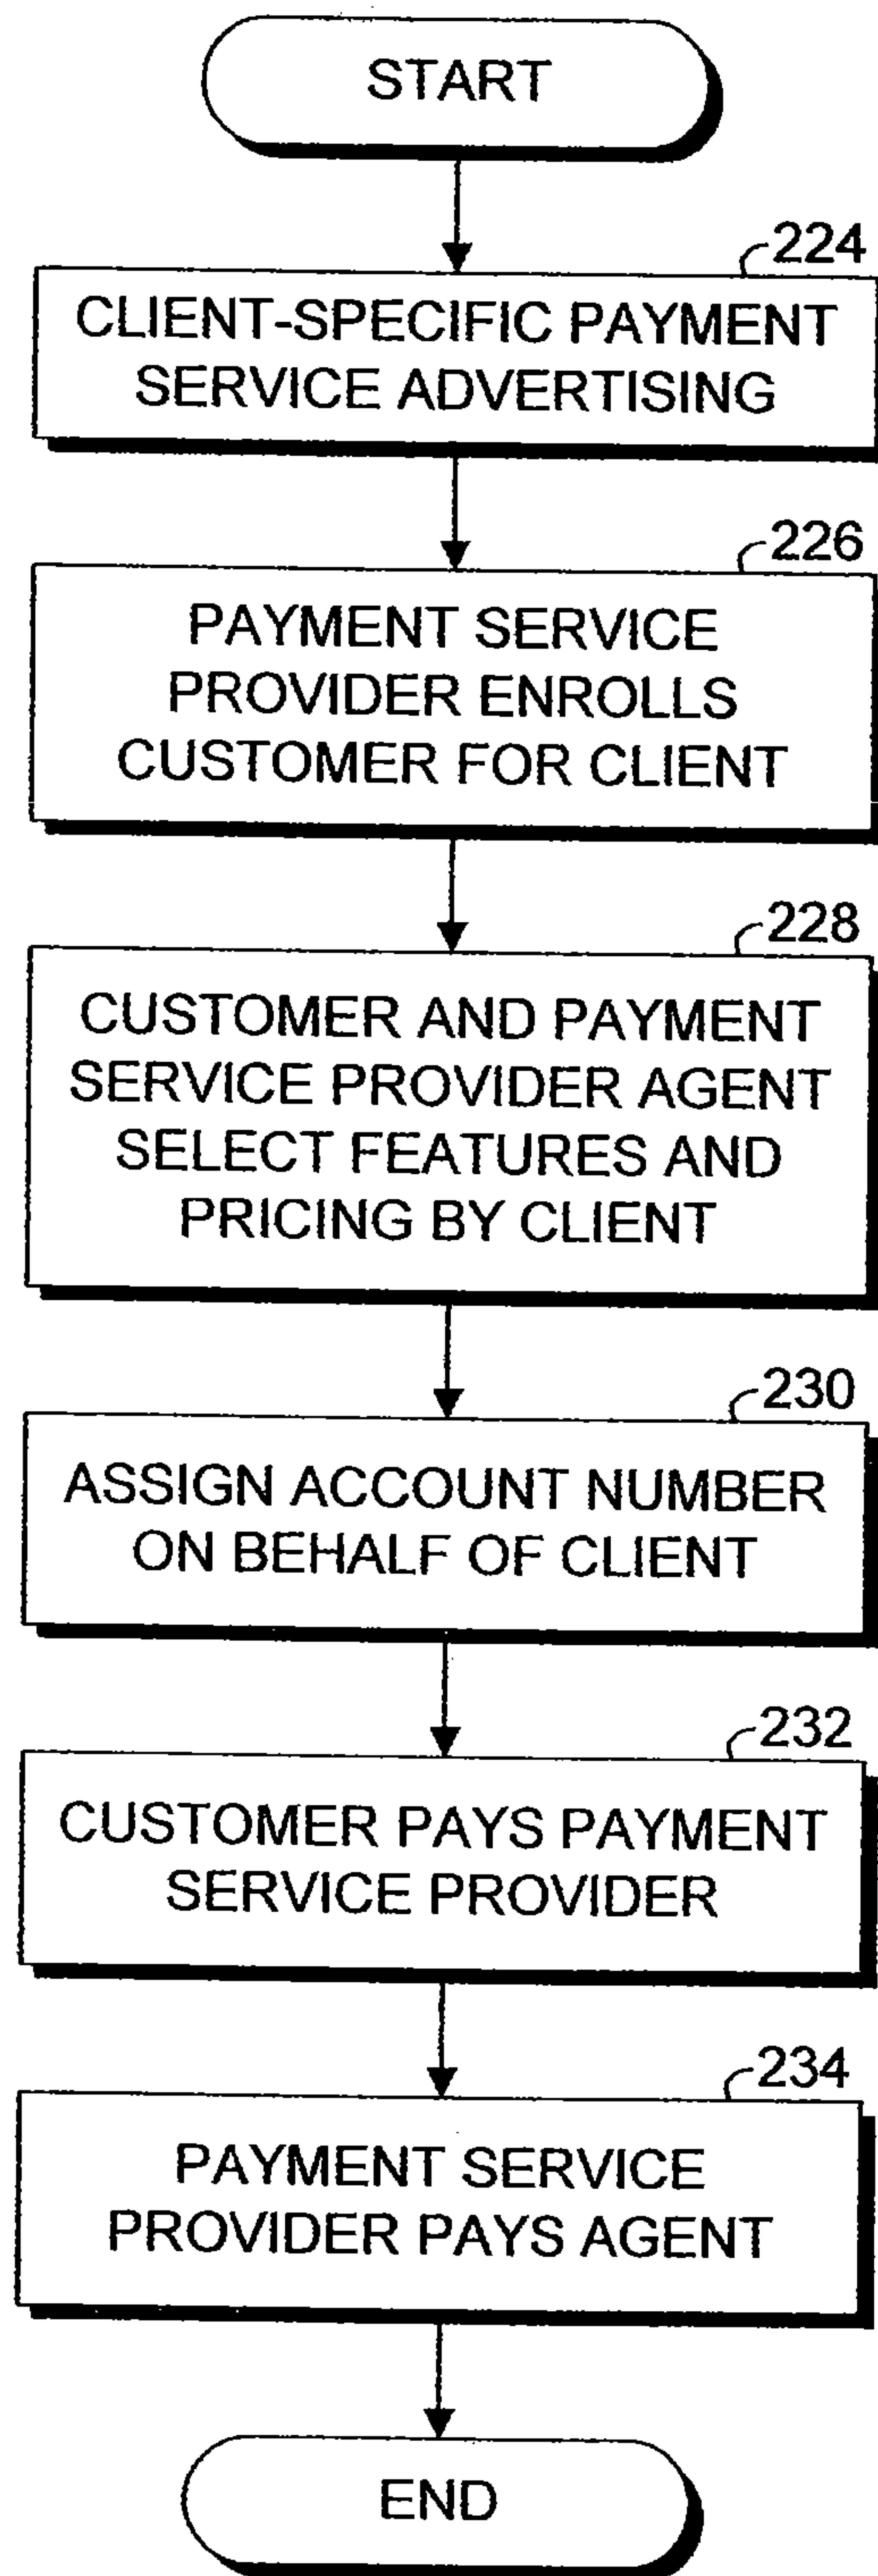 START
224
CLIENT-SPECIFIC PAYMENT
SERVICE ADVERTISING
226
PAYMENT SERVICE
PROVIDER ENROLLS
CUSTOMER FOR CLIENT
228
CUSTOMER AND PAYMENT
SERVICE PROVIDER AGENT
SELECT FEATURES AND
PRICING BY CLIENT
230
ASSIGN ACCOUNT NUMBER
ON BEHALF OF CLIENT
232
CUSTOMER PAYS PAYMENT
SERVICE PROVIDER
234
PAYMENT SERVICE
PROVIDER PAYS AGENT
END